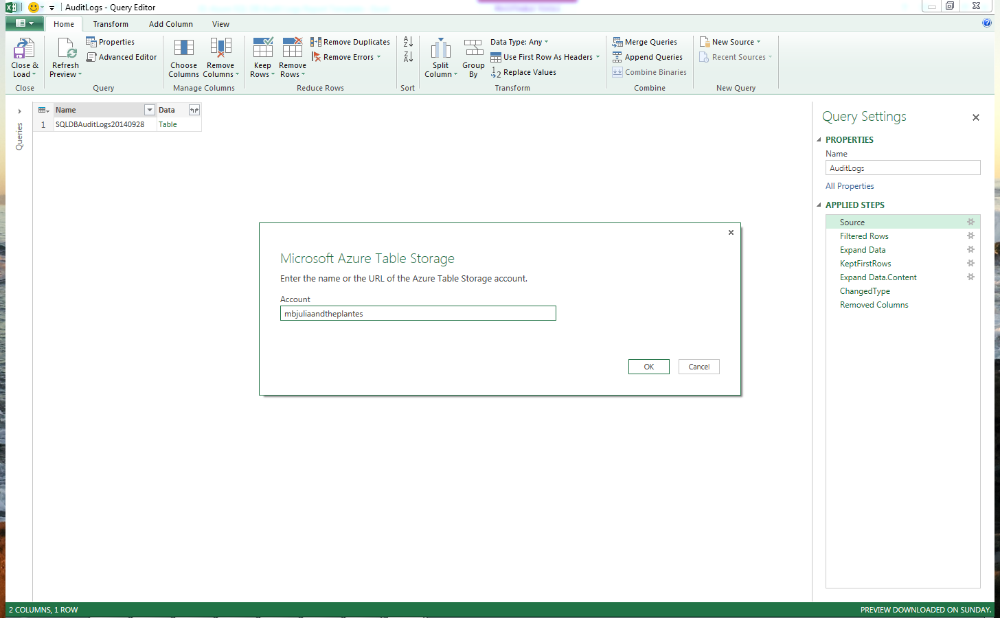 AuditLogs - Query Editor
Home Transform Add Column View
Close & Load
Close
Refresh Preview
Properties
Advanced Editor
Query
Choose Columns
Remove Columns
Manage Columns
Keep Rows
Remove Rows
Remove Duplicates
Remove Errors
Reduce Rows
Sort
Split Column
Group By
Data Type: Any
Use First Row As Headers
Replace Values
Transform
Merge Queries
Append Queries
Combine Binaries
Combine
New Source
Recent Sources
New Query
Queries
Name Data
1 SQLDBAuditLogs20140928 Table
Microsoft Azure Table Storage
Enter the name or the URL of the Azure Table Storage account.
Account
mbjuliaandtheplantes
OK Cancel
Query Settings
PROPERTIES
Name
AuditLogs
All Properties
APPLIED STEPS
Source
Filtered Rows
Expand Data
KeptFirstRows
Expand Data.Content
ChangedType
Removed Columns
2 COLUMNS, 1 ROW
PREVIEW DOWNLOADED ON SUNDAY.